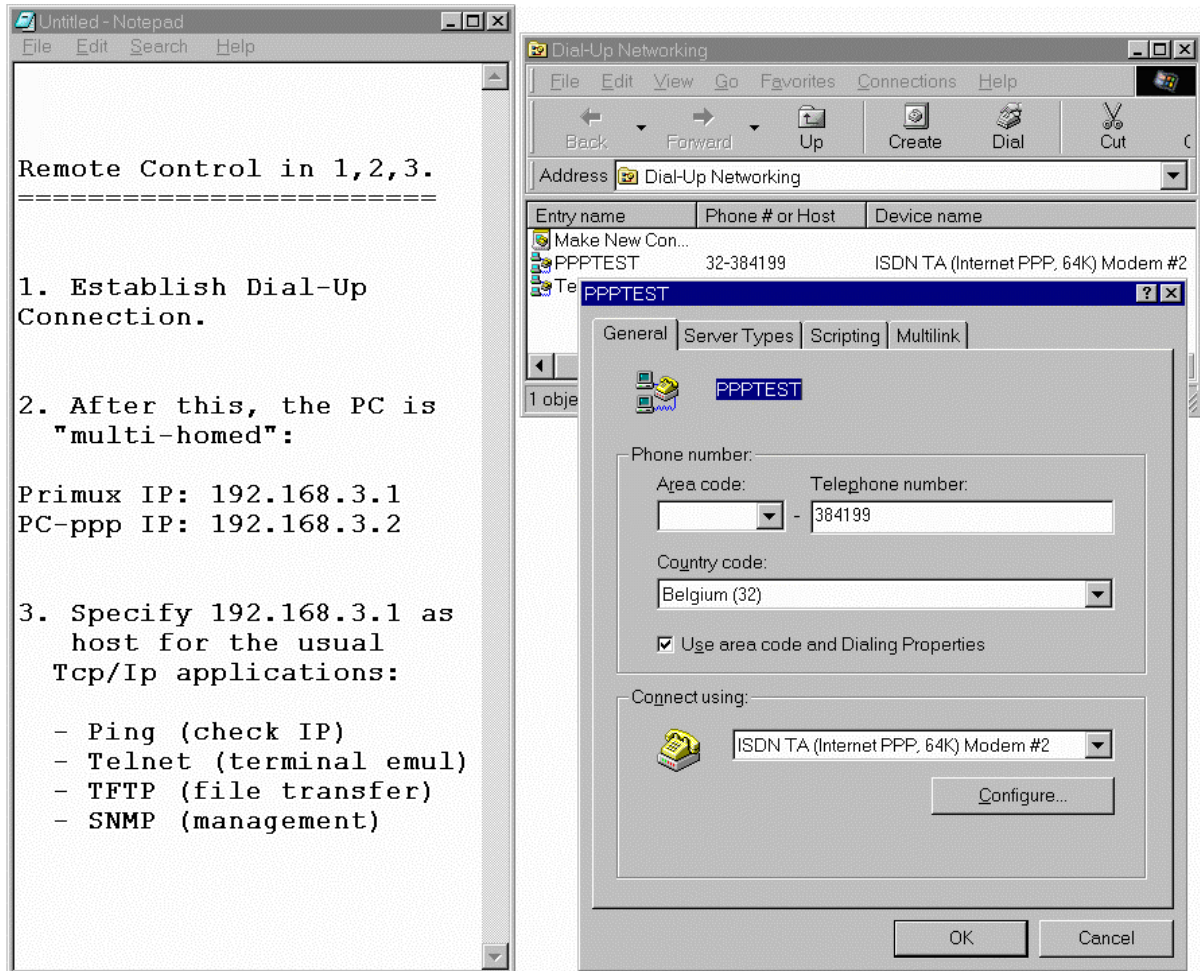 Untitled - Notepad
File Edit Search Help
Remote Control in 1,2,3.
========================
1. Establish Dial-Up
Connection.
2. After this, the PC is
"multi-homed":
Primux IP: 192.168.3.1
PC-ppp IP: 192.168.3.2
3. Specify 192.168.3.1 as
host for the usual
Tcp/Ip applications:
- Ping (check IP)
- Telnet (terminal emul)
- TFTP (file transfer)
- SNMP (management)
Dial-Up Networking
File Edit View Go Favorites Connections Help
Back Forward Up Create Dial Cut
Address Dial-Up Networking
Entry name Phone # or Host Device name
Make New Con...
PPPTEST 32-384199 ISDN TA (Internet PPP, 64K) Modem #2
Te
1 obje
PPPTEST
General Server Types Scripting Multilink
PPPTEST
Phone number:
Area code: Telephone number:
- 384199
Country code:
Belgium (32)
Use area code and Dialing Properties
Connect using:
ISDN TA (Internet PPP, 64K) Modem #2
Configure...
OK Cancel